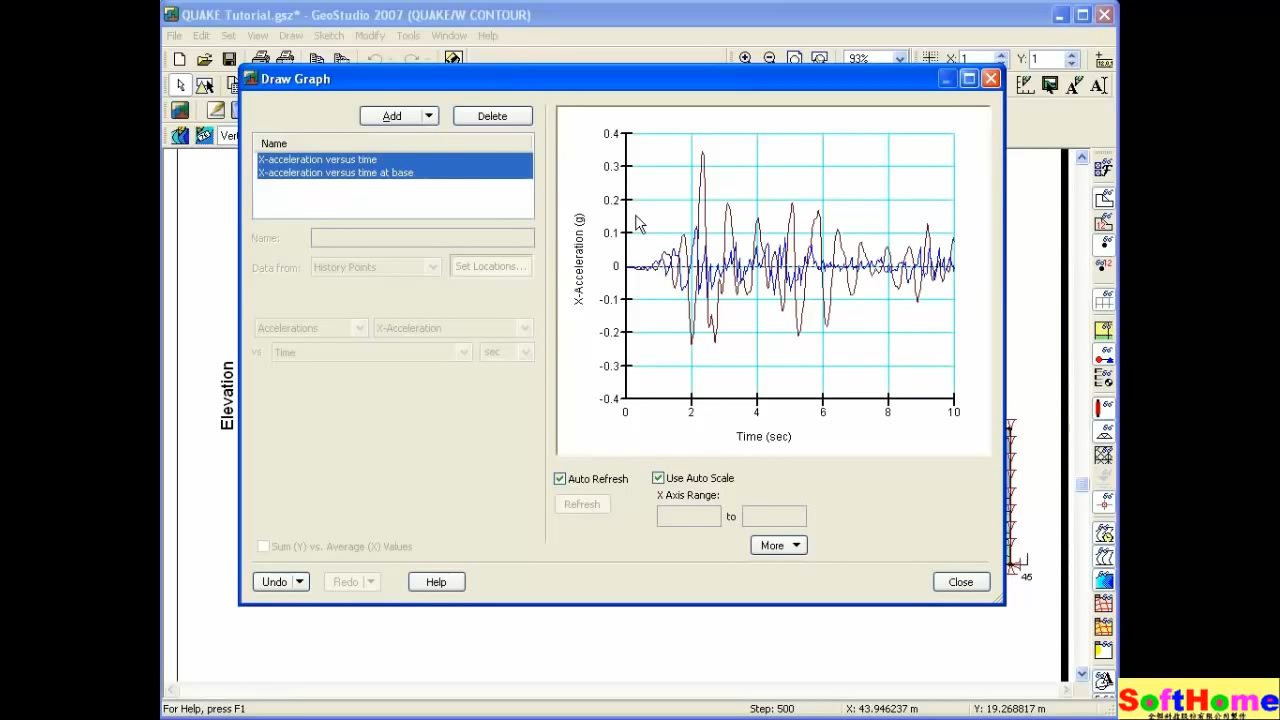 QUAKE Tutorial.gsz* - GeoStudio 2007 (QUAKE/W CONTOUR)
File Edit Set View Draw Sketch Modify Tools Window Help
X: 1 Y: 1
Draw Graph
Add Delete
Name
X-acceleration versus time
X-acceleration versus time at base
Name:
Data from: History Points Set Locations...
Accelerations X-Acceleration
vs Time sec
Sum (Y) vs. Average (X) Values
Undo Redo Help Close
X-Acceleration (g)
0.4
0.3
0.2
0.1
0
-0.1
-0.2
-0.3
-0.4
0 2 4 6 8 10
Time (sec)
Auto Refresh Use Auto Scale
Refresh X Axis Range:
to
More
Elevation
45
For Help, press F1 Step: 500 X: 43.946237 m Y: 19.268817 m
SoftHome